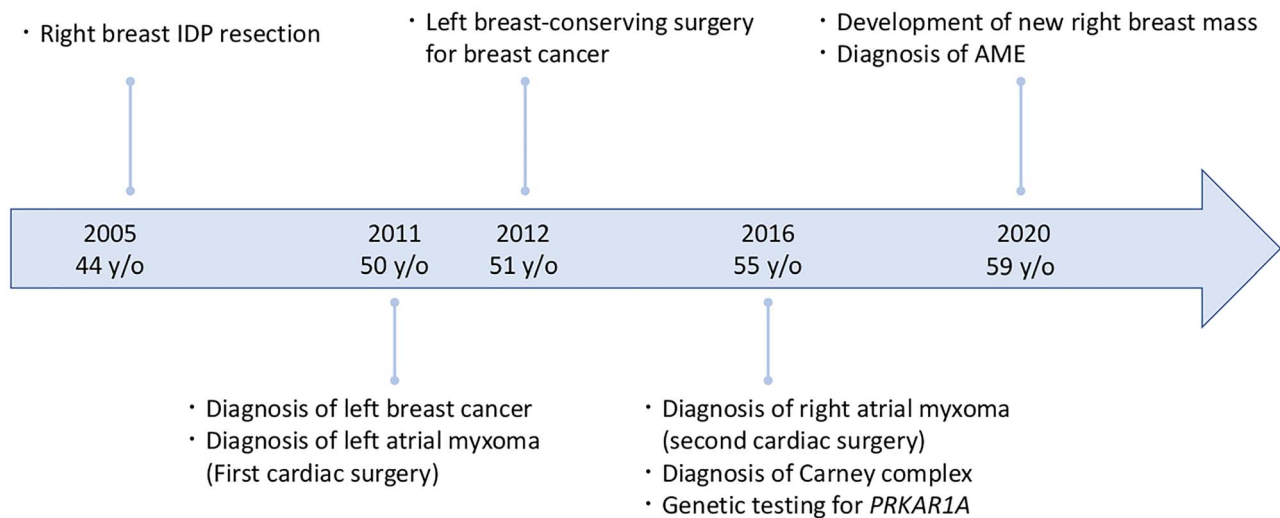 ・Right breast IDP resection
・Left breast-conserving surgery
for breast cancer
・Development of new right breast mass
・Diagnosis of AME
2005
44 y/o
2011
50 y/o
2012
51 y/o
2016
55 y/o
2020
59 y/o
・Diagnosis of left breast cancer
・Diagnosis of left atrial myxoma
(First cardiac surgery)
・Diagnosis of right atrial myxoma
(second cardiac surgery)
・Diagnosis of Carney complex
・Genetic testing for PRKAR1A